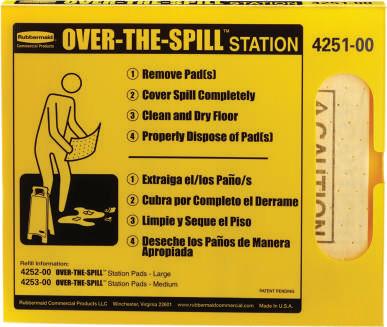 Rubbermaid
Commercial Products
OVER-THE-SPILL™ STATION 4251-00
1 Remove Pad(s)
2 Cover Spill Completely
3 Clean and Dry Floor
4 Properly Dispose of Pad(s)
1 Extraiga el/los Paño/s
2 Cubra por Completo el Derrame
3 Limpie y Seque el Piso
4 Deseche los Paños de Manera
Apropiada
⚠CAUTION
Refill Information:
4252-00 OVER-THE-SPILL™ Station Pads - Large
4253-00 OVER-THE-SPILL™ Station Pads - Medium
PATENT PENDING
Rubbermaid Commercial Products LLC Winchester, Virginia 22601 www.rubbermaidcommercial.com Made In U.S.A.